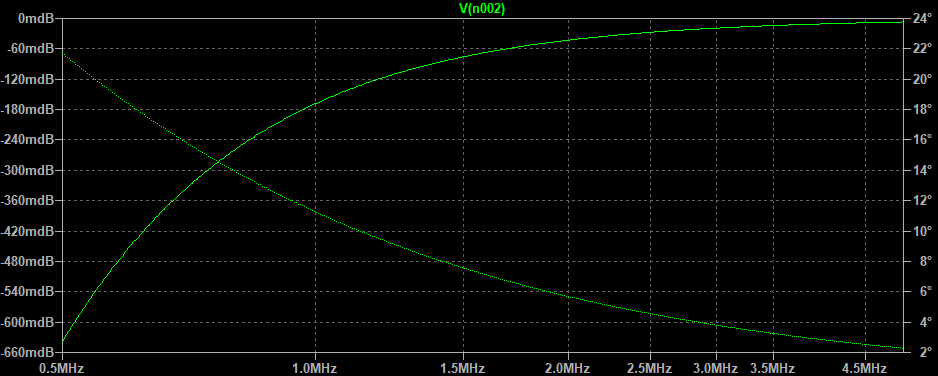 V(n002)
0mdB 24°
-60mdB 22°
-120mdB 20°
-180mdB 18°
-240mdB 16°
-300mdB 14°
-360mdB 12°
-420mdB 10°
-480mdB 8°
-540mdB 6°
-600mdB 4°
-660mdB 2°
0.5MHz 1.0MHz 1.5MHz 2.0MHz 2.5MHz 3.0MHz 3.5MHz 4.5MHz